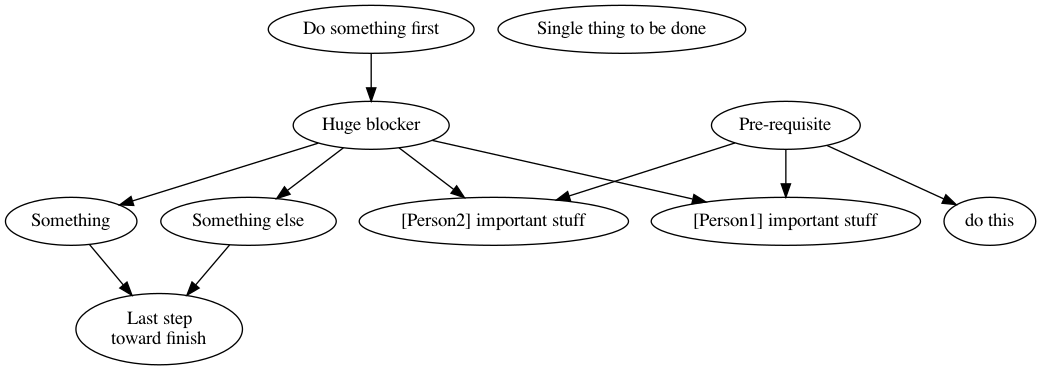 Do something first
Single thing to be done
Huge blocker
Pre-requisite
Something
Something else
[Person2] important stuff
[Person1] important stuff
do this
Last step
toward finish